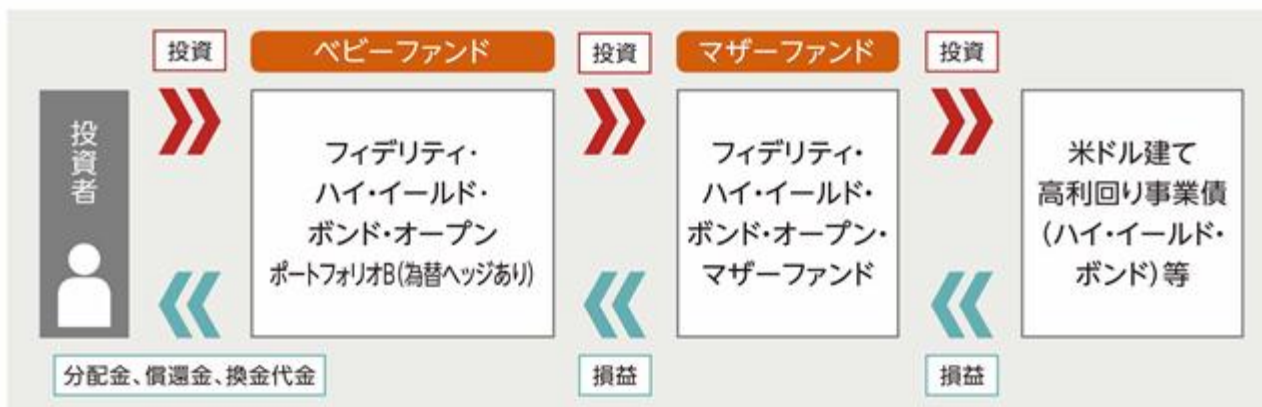 投資
ベビーファンド
投資
マザーファンド
投資
投資者
フィデリティ・
ハイ・イールド・
ボンド・オープン
ポートフォリオB(為替ヘッジあり)
フィデリティ・
ハイ・イールド・
ボンド・オープン・
マザーファンド
米ドル建て
高利回り事業債
(ハイ・イールド・
ボンド)等
分配金、償還金、換金代金
損益
損益